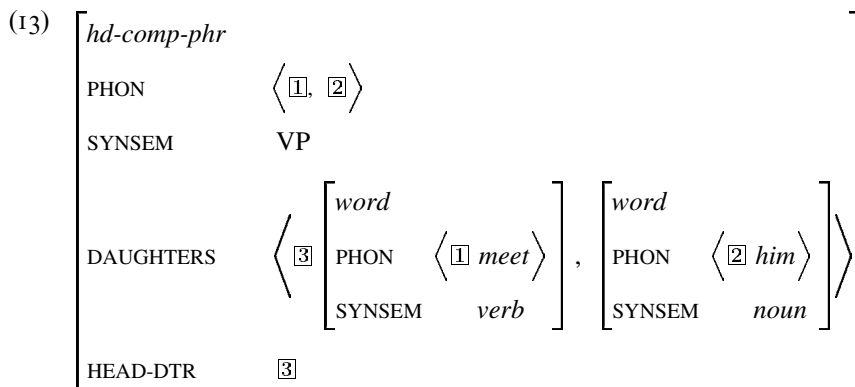 (13) hd-comp-phr
PHON ⟨1, 2⟩
SYNSEM VP
word word
DAUGHTERS ⟨3 PHON ⟨1 meet⟩ , PHON ⟨2 him⟩⟩
SYNSEM verb SYNSEM noun
HEAD-DTR 3